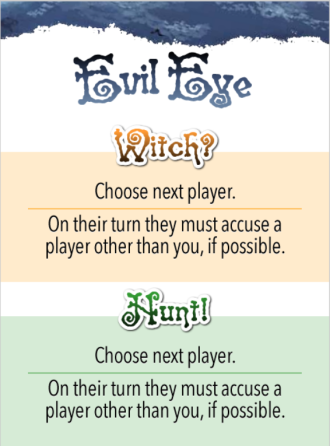 Evil Eye
Witch?
Choose next player.
On their turn they must accuse a
player other than you, if possible.
Hunt!
Choose next player.
On their turn they must accuse a
player other than you, if possible.